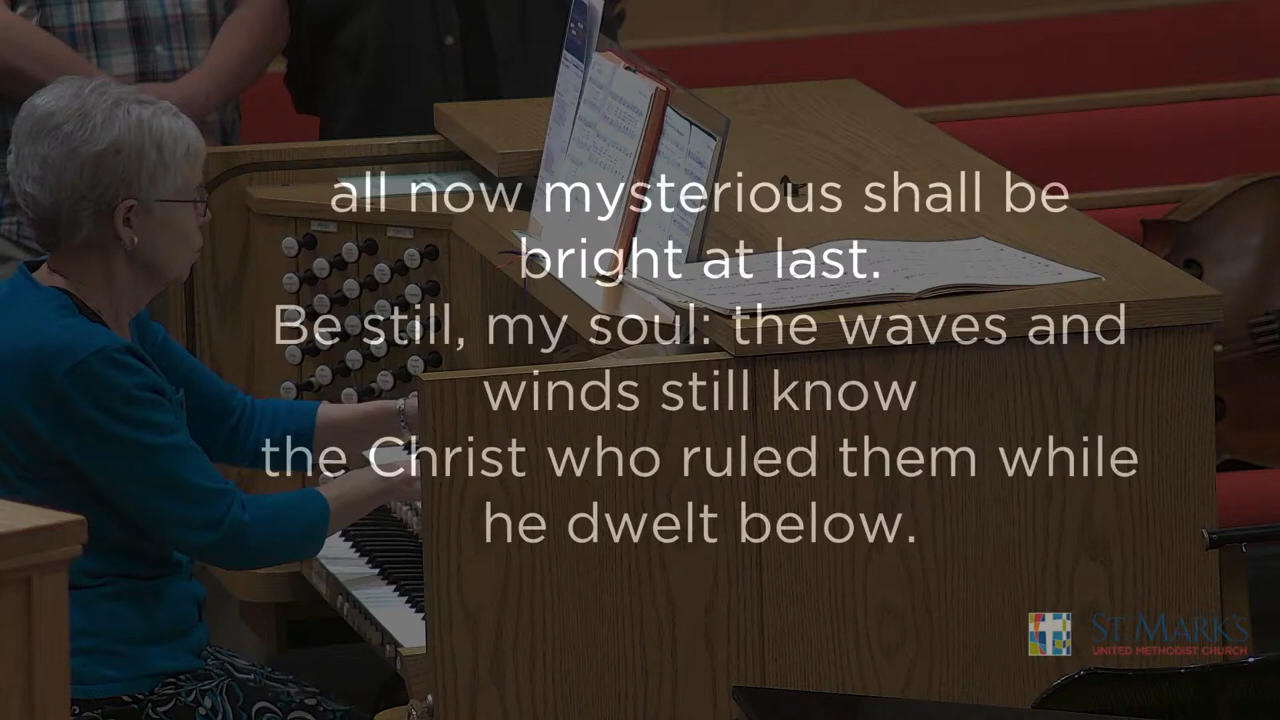 all now mysterious shall be
bright at last.
Be still, my soul: the waves and
winds still know
the Christ who ruled them while
he dwelt below.
ST. MARK'S
UNITED METHODIST CHURCH